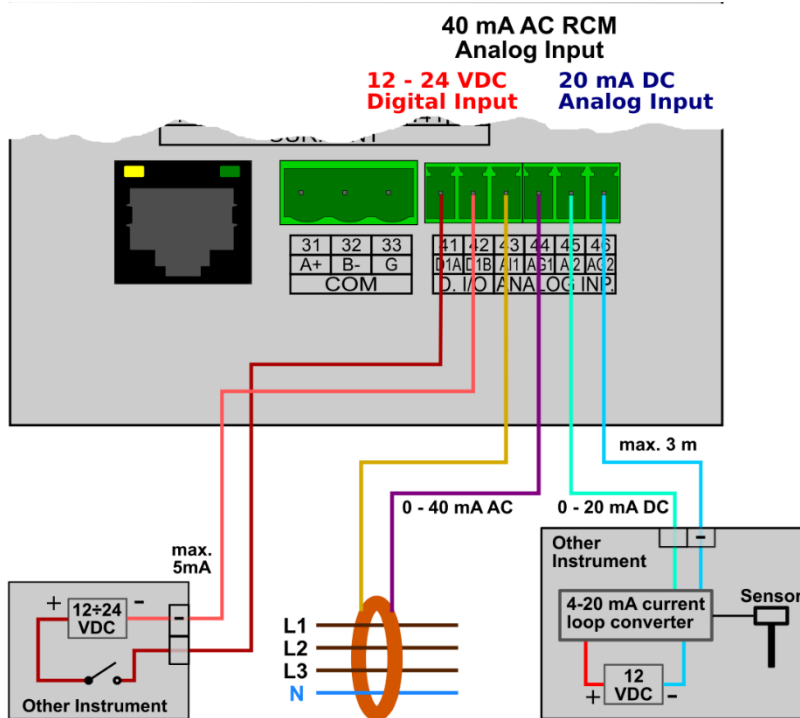 40 mA AC RCM
Analog Input
12 - 24 VDC
Digital Input
20 mA DC
Analog Input
31 32 33
A+ B- G
COM
41 42 43 44 45 46
D1A D1B AI1 AG1 AI2 AG2
D. I/O ANALOG INP.
max. 3 m
0 - 40 mA AC
0 - 20 mA DC
max.
5mA
+ 12÷24 VDC -
-
Other Instrument
L1
L2
L3
N
-
Other
Instrument
4-20 mA current
loop converter
Sensor
+ 12 VDC -